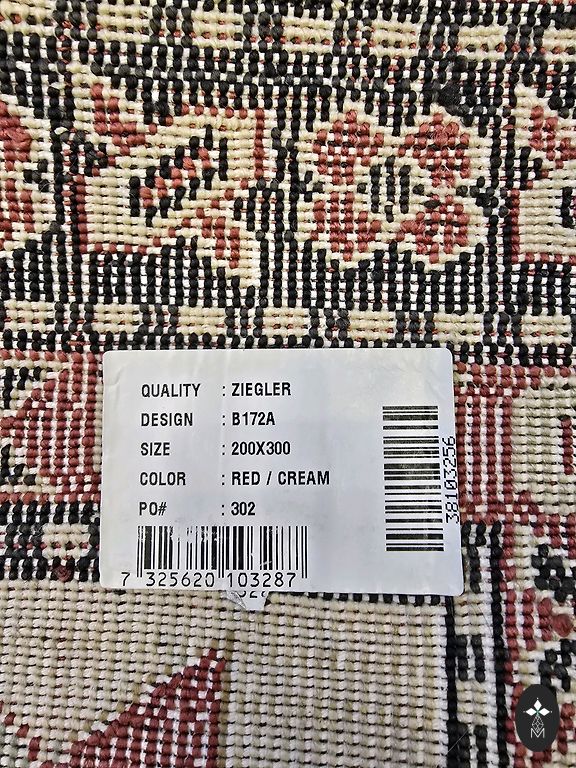 QUALITY : ZIEGLER
DESIGN : B172A
SIZE : 200X300
COLOR : RED / CREAM
PO# : 302
7 325620 103287
38103256
M